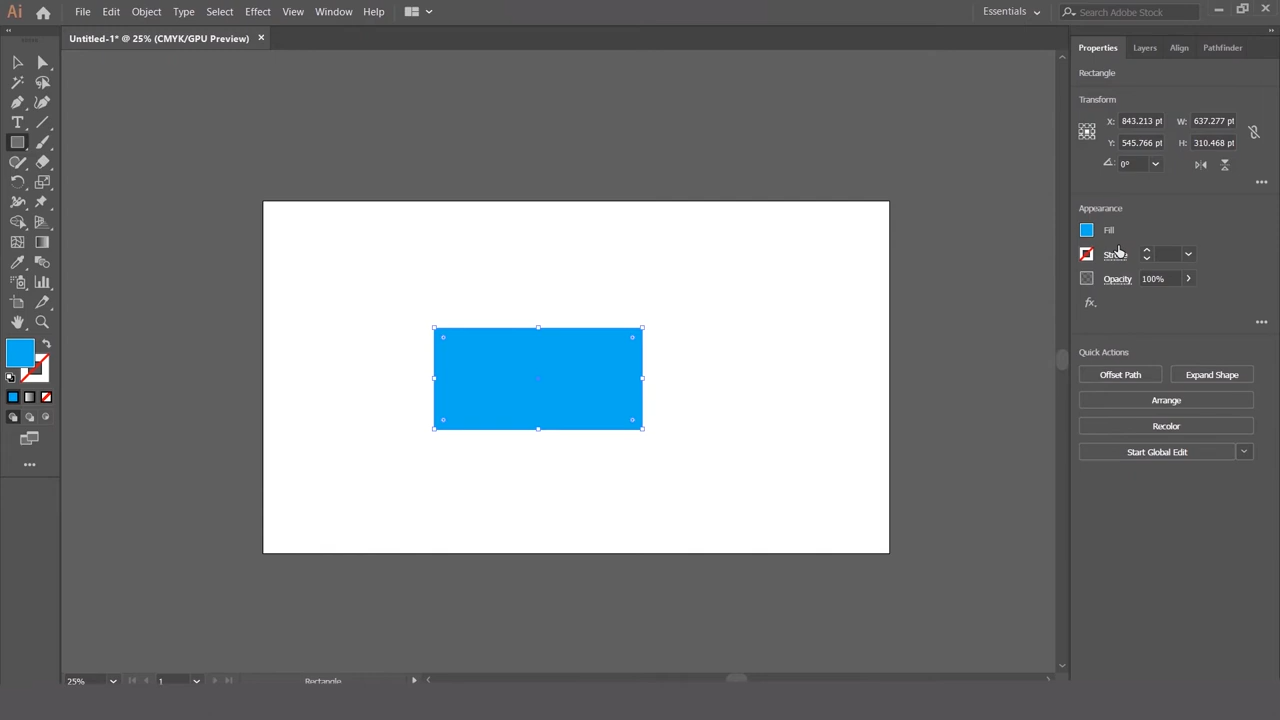 Ai File Edit Object Type Select Effect View Window Help Essentials Search Adobe Stock
Untitled-1* @ 25% (CMYK/GPU Preview)
Properties Layers Align Pathfinder
Rectangle
Transform
X: 843.213 pt W: 637.277 pt
Y: 545.766 pt H: 310.468 pt
0°
Appearance
Fill
Stroke
Opacity 100%
fx.
Quick Actions
Offset Path Expand Shape
Arrange
Recolor
Start Global Edit
25% 1 Rectangle